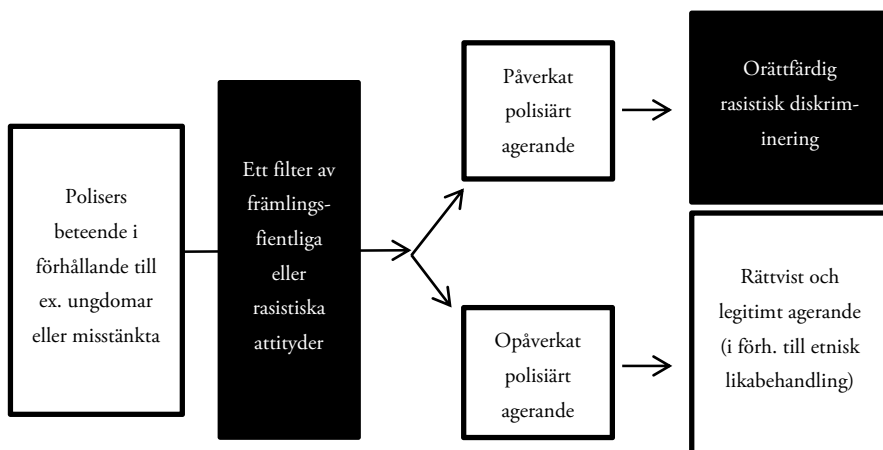 Polisers
beteende i
förhållande till
ex. ungdomar
eller misstänkta
Ett filter av
främlings-
fientliga
eller
rasistiska
attityder
Påverkat
polisiärt
agerande
Orättfärdig
rasistisk diskrim-
inering
Opåverkat
polisiärt
agerande
Rättvist och
legitimt agerande
(i förh. till etnisk
likabehandling)